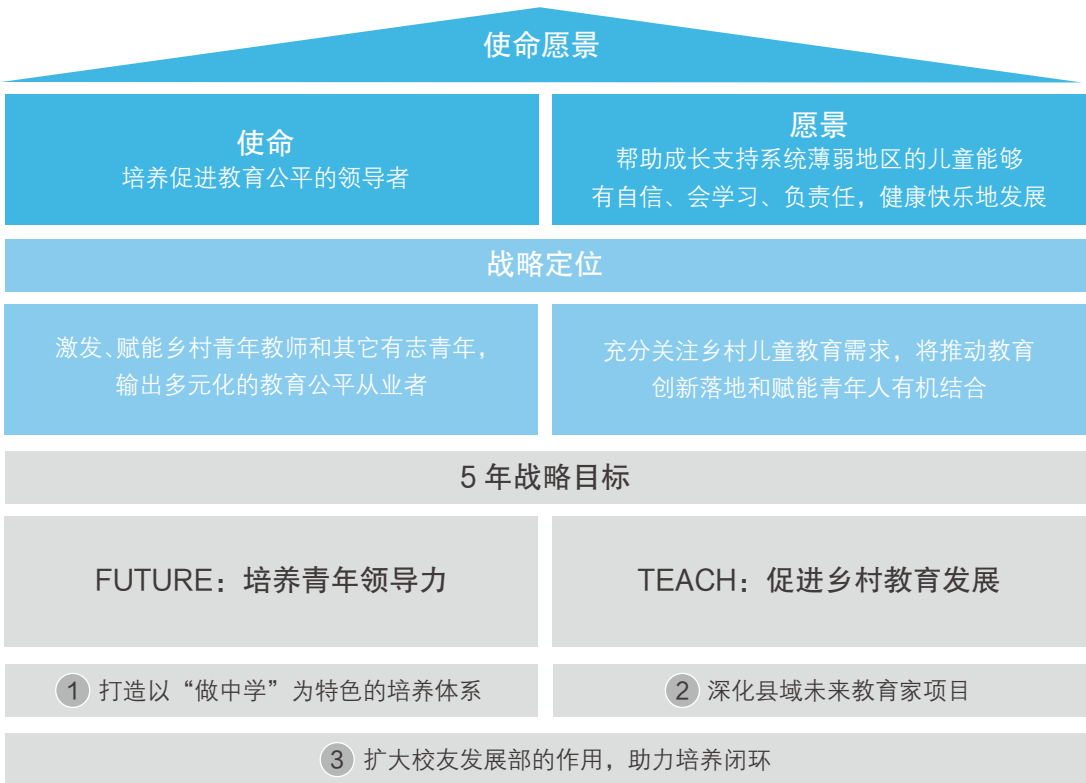 使命愿景
使命
培养促进教育公平的领导者
愿景
帮助成长支持系统薄弱地区的儿童能够
有自信、会学习、负责任，健康快乐地发展
战略定位
激发、赋能乡村青年教师和其它有志青年，
输出多元化的教育公平从业者
充分关注乡村儿童教育需求，将推动教育
创新落地和赋能青年人有机结合
5 年战略目标
FUTURE：培养青年领导力
TEACH：促进乡村教育发展
1 打造以“做中学”为特色的培养体系
2 深化县域未来教育家项目
3 扩大校友发展部的作用，助力培养闭环